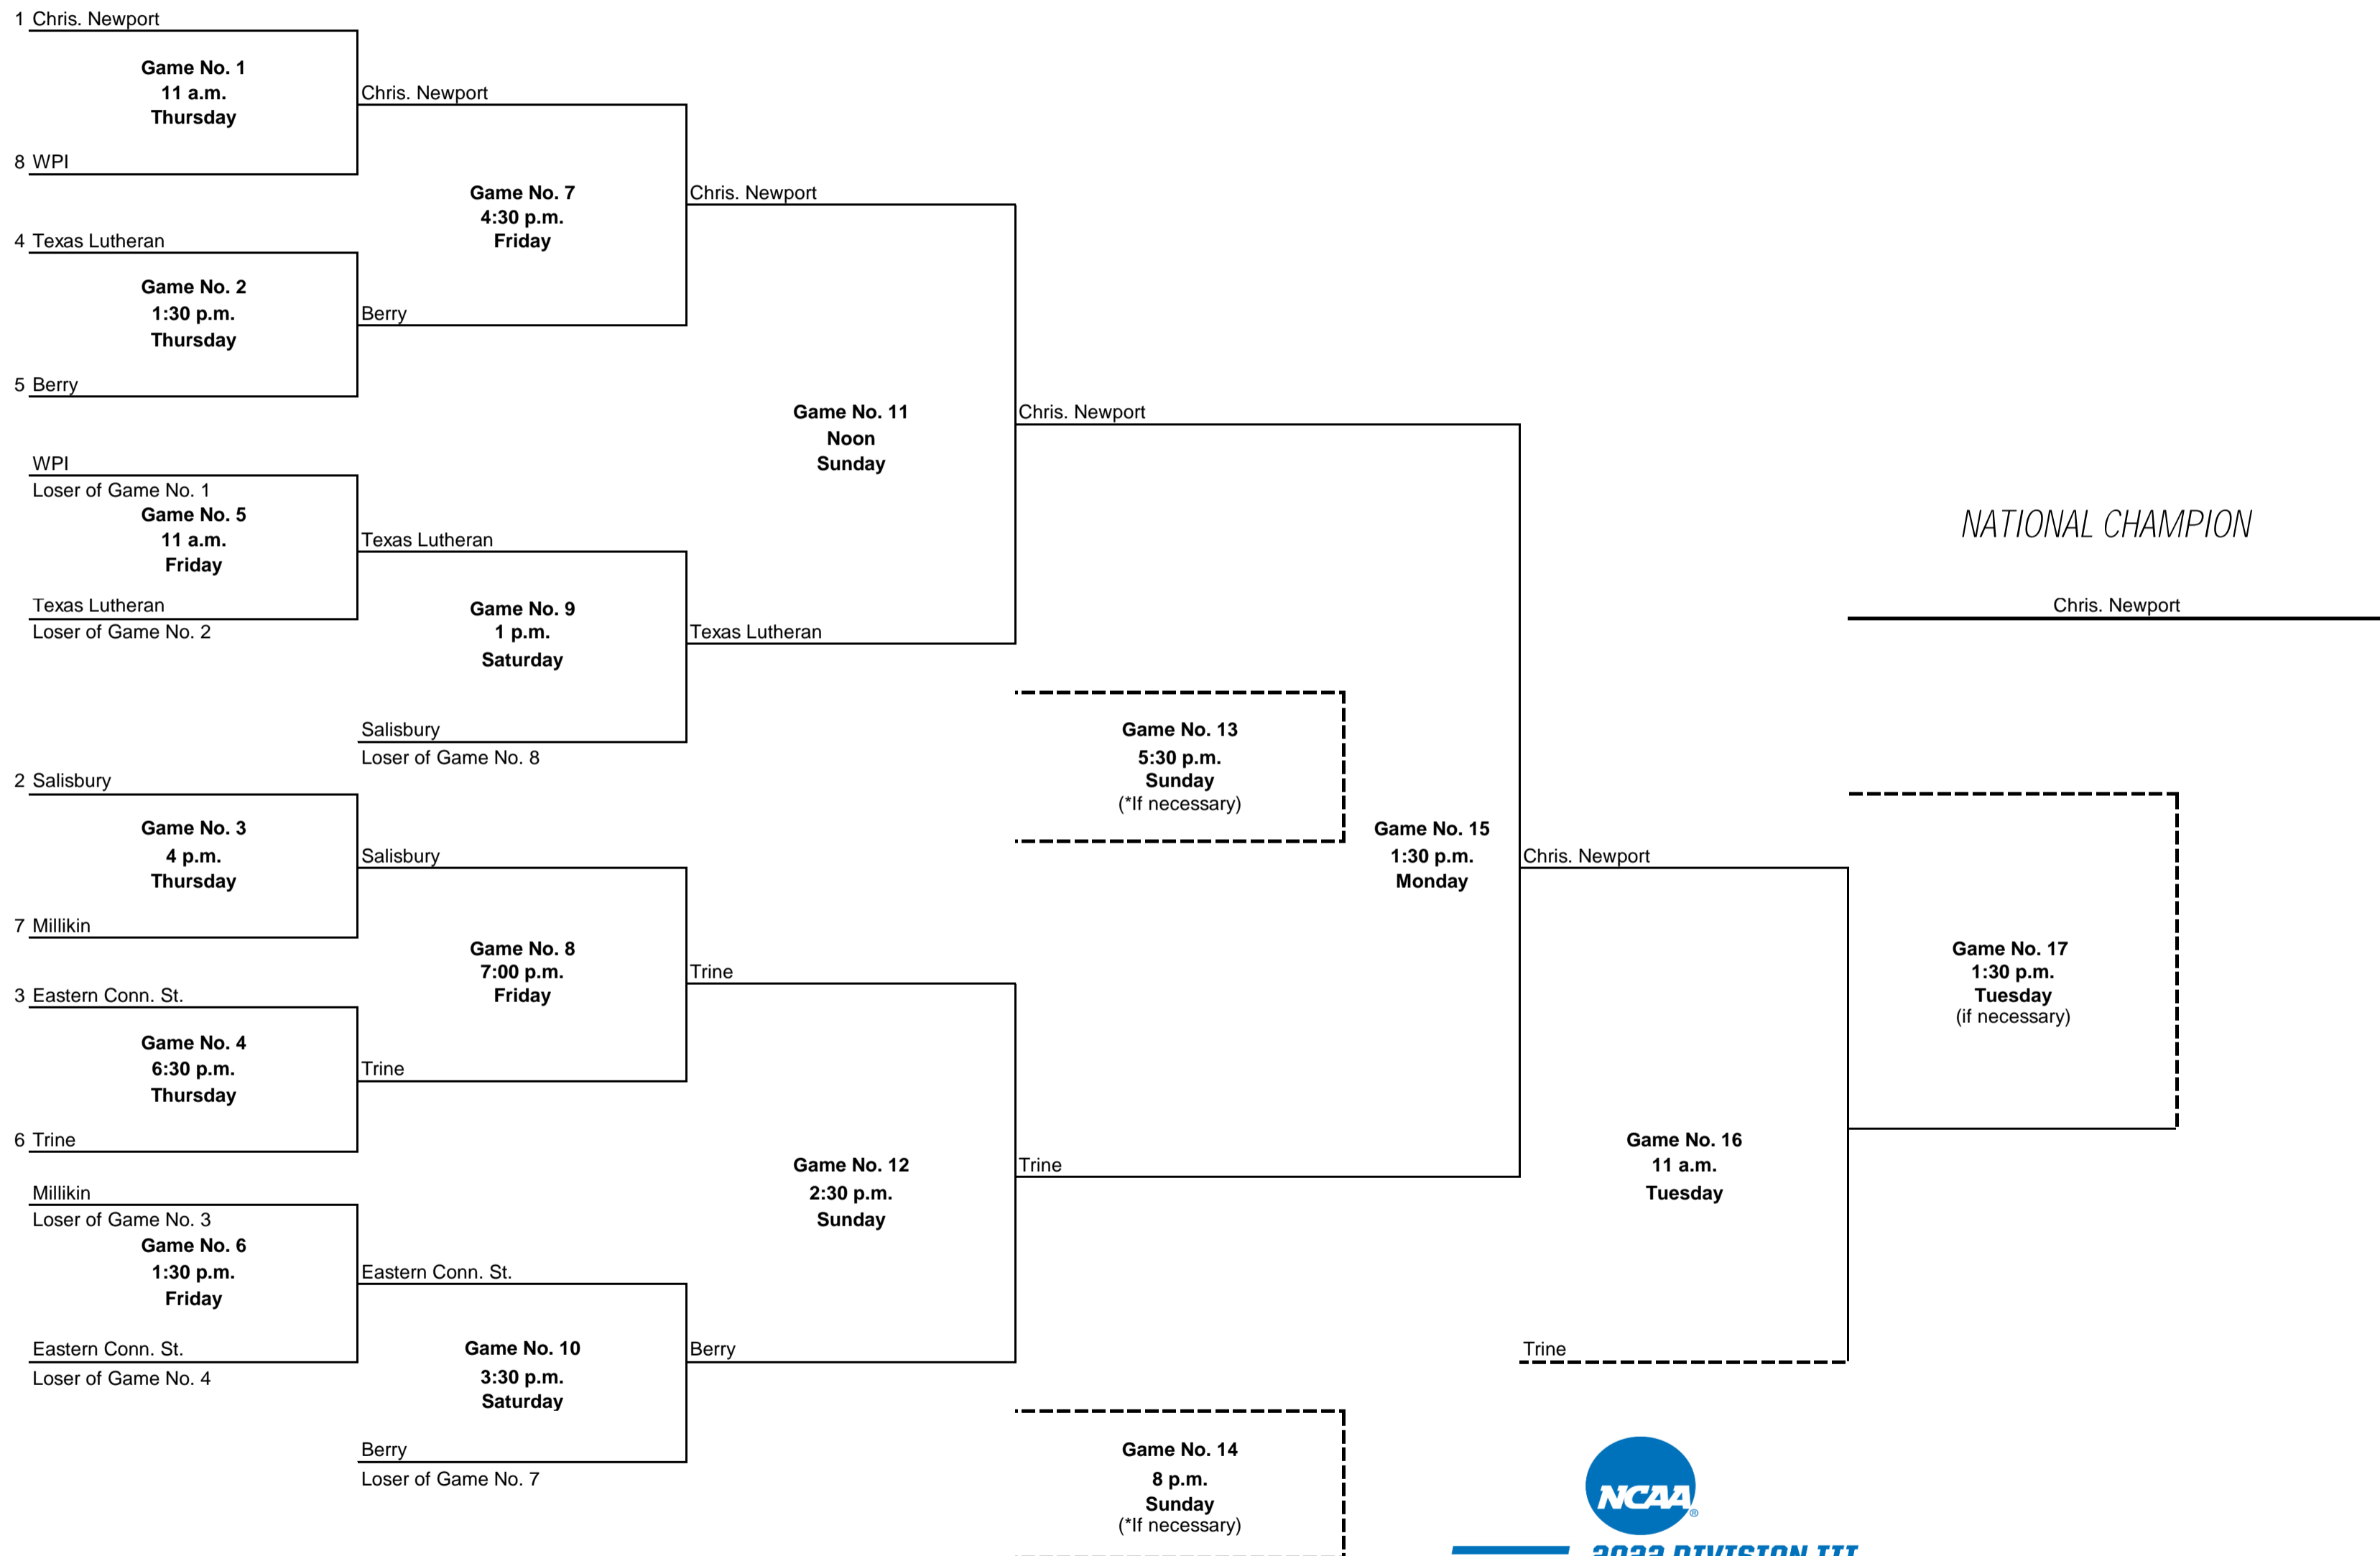 1 Chris. Newport
Game No. 1
11 a.m.
Thursday
8 WPI
Chris. Newport
Game No. 7
4:30 p.m.
Friday
4 Texas Lutheran
Game No. 2
1:30 p.m.
Thursday
5 Berry
Berry
Chris. Newport
Game No. 11
Noon
Sunday
WPI
Loser of Game No. 1
Game No. 5
11 a.m.
Friday
Texas Lutheran
Loser of Game No. 2
Texas Lutheran
Game No. 9
1 p.m.
Saturday
Salisbury
Loser of Game No. 8
Texas Lutheran
Chris. Newport
Game No. 13
5:30 p.m.
Sunday
(*If necessary)
Game No. 15
1:30 p.m.
Monday
2 Salisbury
Game No. 3
4 p.m.
Thursday
7 Millikin
Salisbury
Game No. 8
7:00 p.m.
Friday
3 Eastern Conn. St.
Game No. 4
6:30 p.m.
Thursday
6 Trine
Trine
Trine
Game No. 12
2:30 p.m.
Sunday
Millikin
Loser of Game No. 3
Game No. 6
1:30 p.m.
Friday
Eastern Conn. St.
Loser of Game No. 4
Eastern Conn. St.
Game No. 10
3:30 p.m.
Saturday
Berry
Loser of Game No. 7
Berry
Trine
Game No. 14
8 p.m.
Sunday
(*If necessary)
Chris. Newport
Game No. 16
11 a.m.
Tuesday
Trine
NATIONAL CHAMPION
Chris. Newport
Game No. 17
1:30 p.m.
Tuesday
(if necessary)
NCAA®
2022 DIVISION III